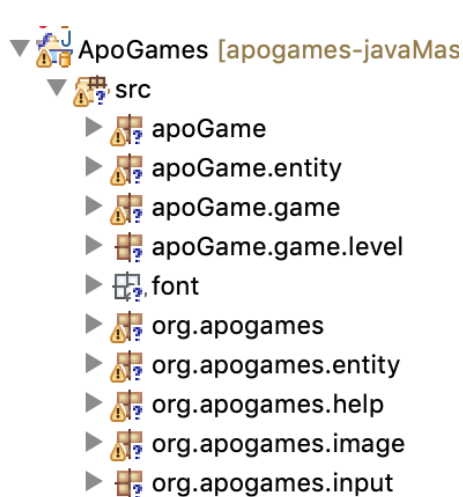 ApoGames [apogames-javaMas
src
apoGame
apoGame.entity
apoGame.game
apoGame.game.level
font
org.apogames
org.apogames.entity
org.apogames.help
org.apogames.image
org.apogames.input